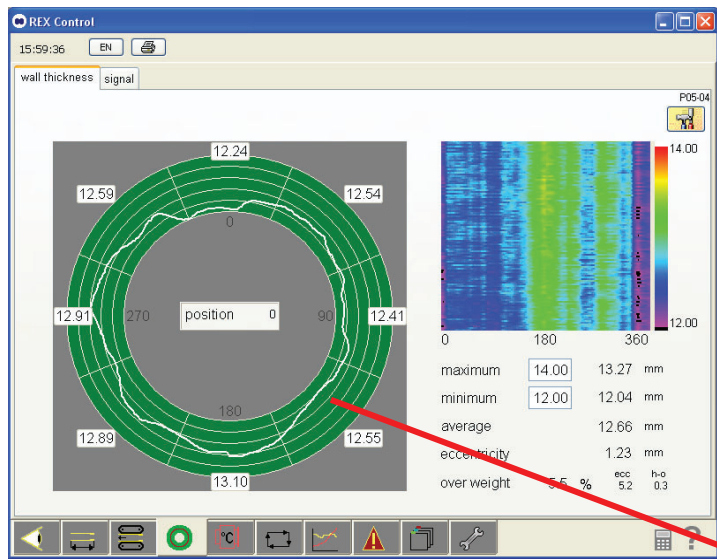 REX Control
15:59:36 EN
wall thickness signal
P05-04
12.24
12.59 12.54
0
12.91 270 position 0 90 12.41
180
12.89 12.55
13.10
14.00
12.00
0 180 360
maximum 14.00 13.27 mm
minimum 12.00 12.04 mm
average 12.66 mm
eccentricity 1.23 mm
over weight 5.5 % ecc 5.2 h-o 0.3
°C
?